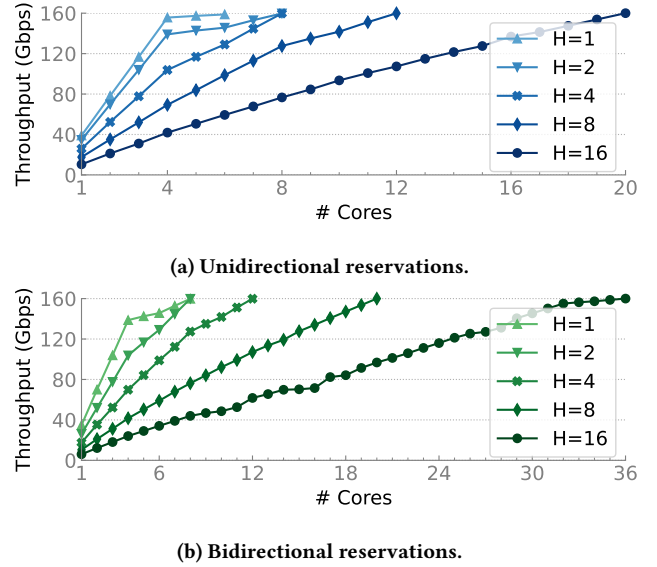 Throughput (Gbps)
160
120
80
40
0
H=1
H=2
H=4
H=8
H=16
1 4 8 12 16 20
# Cores
(a) Unidirectional reservations.
Throughput (Gbps)
160
120
80
40
0
H=1
H=2
H=4
H=8
H=16
1 6 12 18 24 30 36
# Cores
(b) Bidirectional reservations.